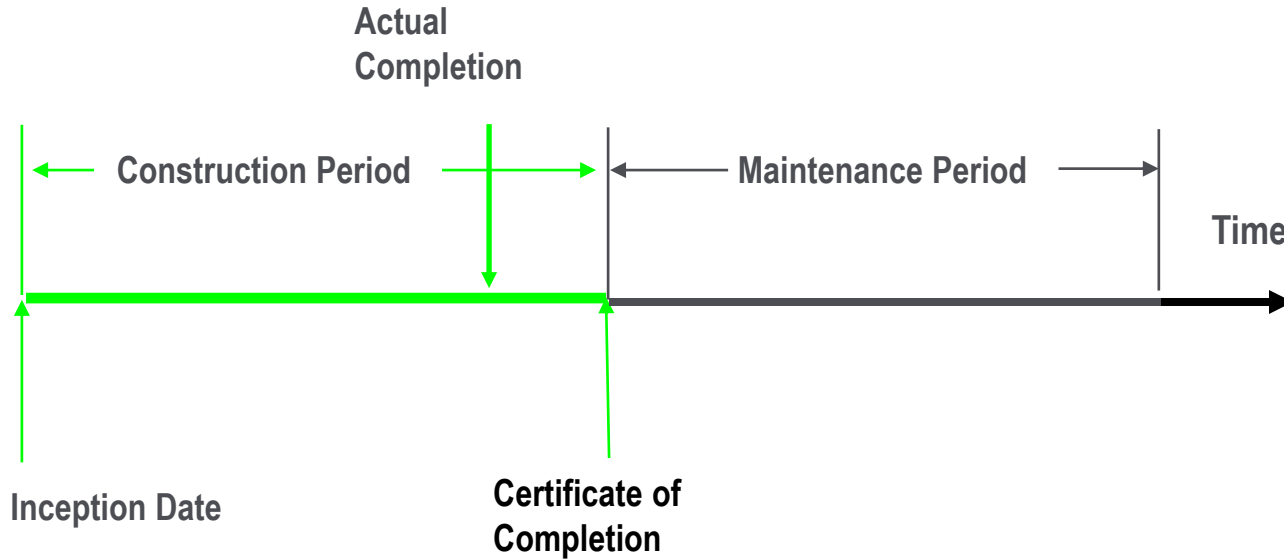 Actual
Completion
Construction Period
Maintenance Period
Time
Inception Date
Certificate of
Completion